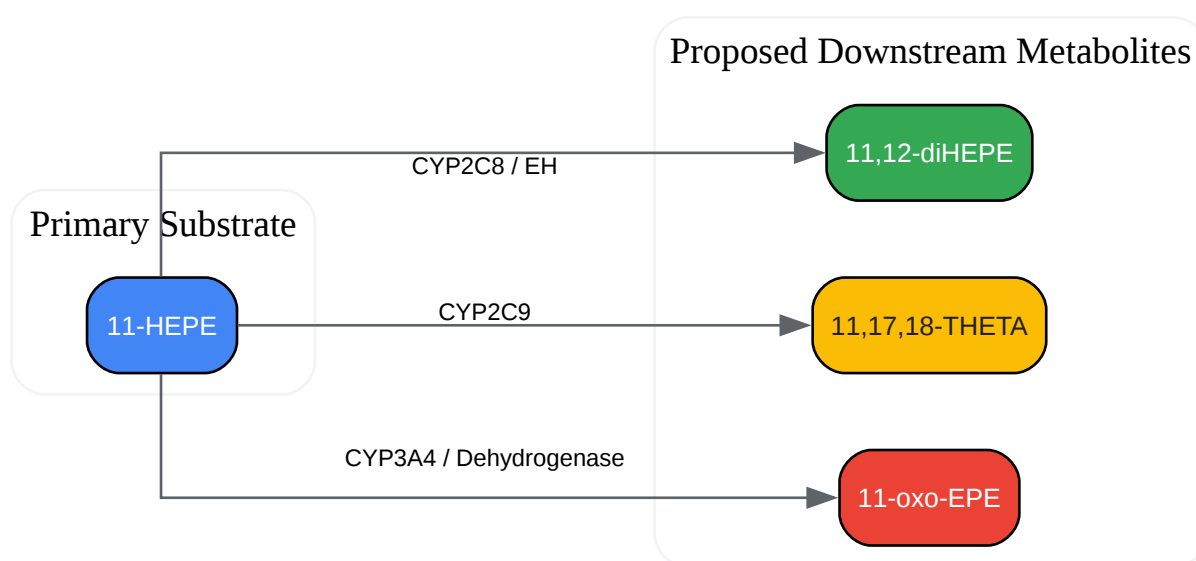 Proposed Downstream Metabolites
11,12-diHEPE
CYP2C8 / EH
Primary Substrate
11-HEPE
CYP2C9
11,17,18-THETA
CYP3A4 / Dehydrogenase
11-oxo-EPE